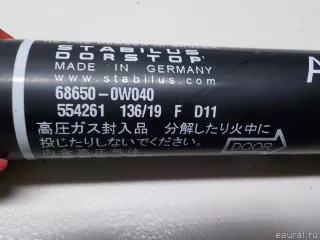 STABILUS
DORSTOP
MADE IN GERMANY
www.stabilus.com
68650-0W040
554261 136/19 F D11
高圧ガス封入品 分解したり火中に
投じたりしないでください
DOOR
eaural.ru